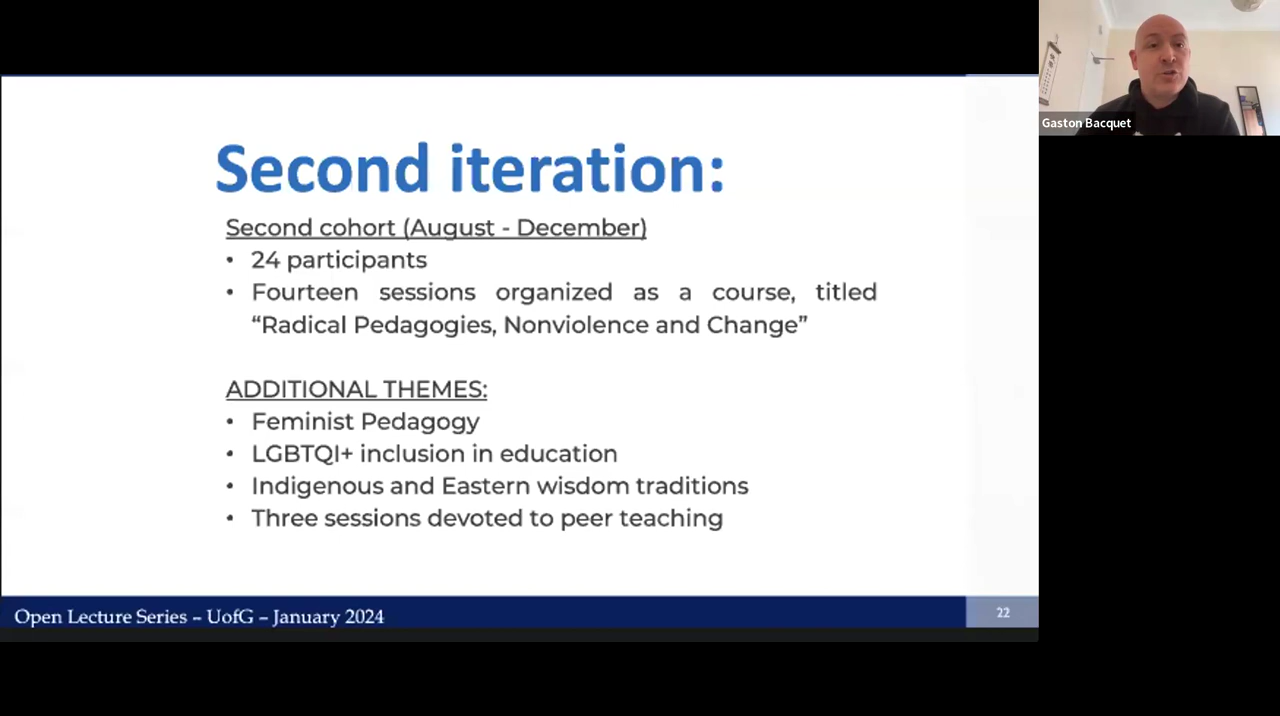 Gaston Bacquet
Second iteration:
Second cohort (August - December)
• 24 participants
• Fourteen sessions organized as a course, titled
“Radical Pedagogies, Nonviolence and Change”
ADDITIONAL THEMES:
• Feminist Pedagogy
• LGBTQI+ inclusion in education
• Indigenous and Eastern wisdom traditions
• Three sessions devoted to peer teaching
Open Lecture Series – UofG – January 2024
22